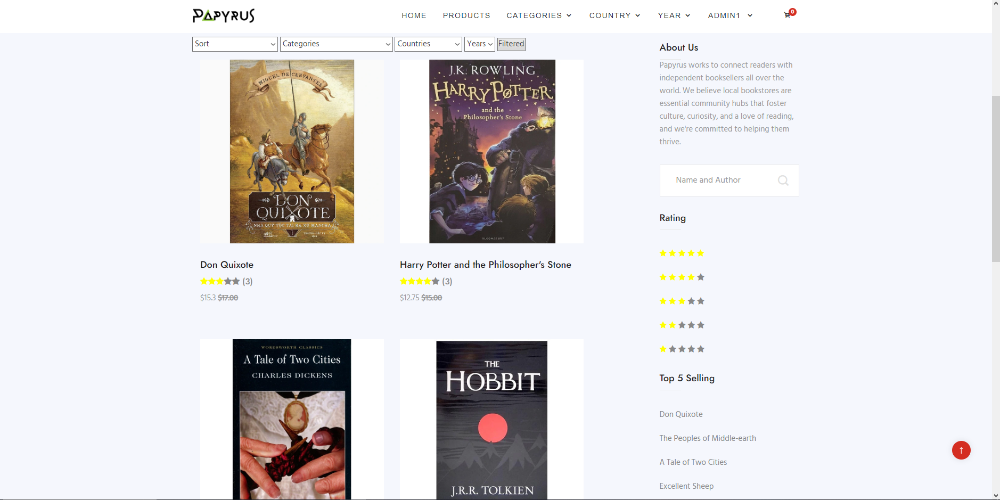 PAPYRUS
HOME PRODUCTS CATEGORIES COUNTRY YEAR ADMIN1 0
Sort Categories Countries Years Filtered
MIGUEL DE CERVANTES
DON
QUIXOTE
NHÀ QUÝ TỘC TÀI BA XỨ MANCHA
I
Don Quixote
(3)
$15.3 $17.00
J.K. ROWLING
HARRY POTTER
and the
Philosopher's Stone
BLOOMSBURY
Harry Potter and the Philosopher's Stone
(3)
$12.75 $15.00
WORDSWORTH CLASSICS
A Tale of Two Cities
CHARLES DICKENS
THE
HOBBIT
J.R.R. TOLKIEN
About Us
Papyrus works to connect readers with
independent booksellers all over the
world. We believe local bookstores are
essential community hubs that foster
culture, curiosity, and a love of reading,
and we're committed to helping them
thrive.
Name and Author
Rating
Top 5 Selling
Don Quixote
The Peoples of Middle-earth
A Tale of Two Cities
Excellent Sheep